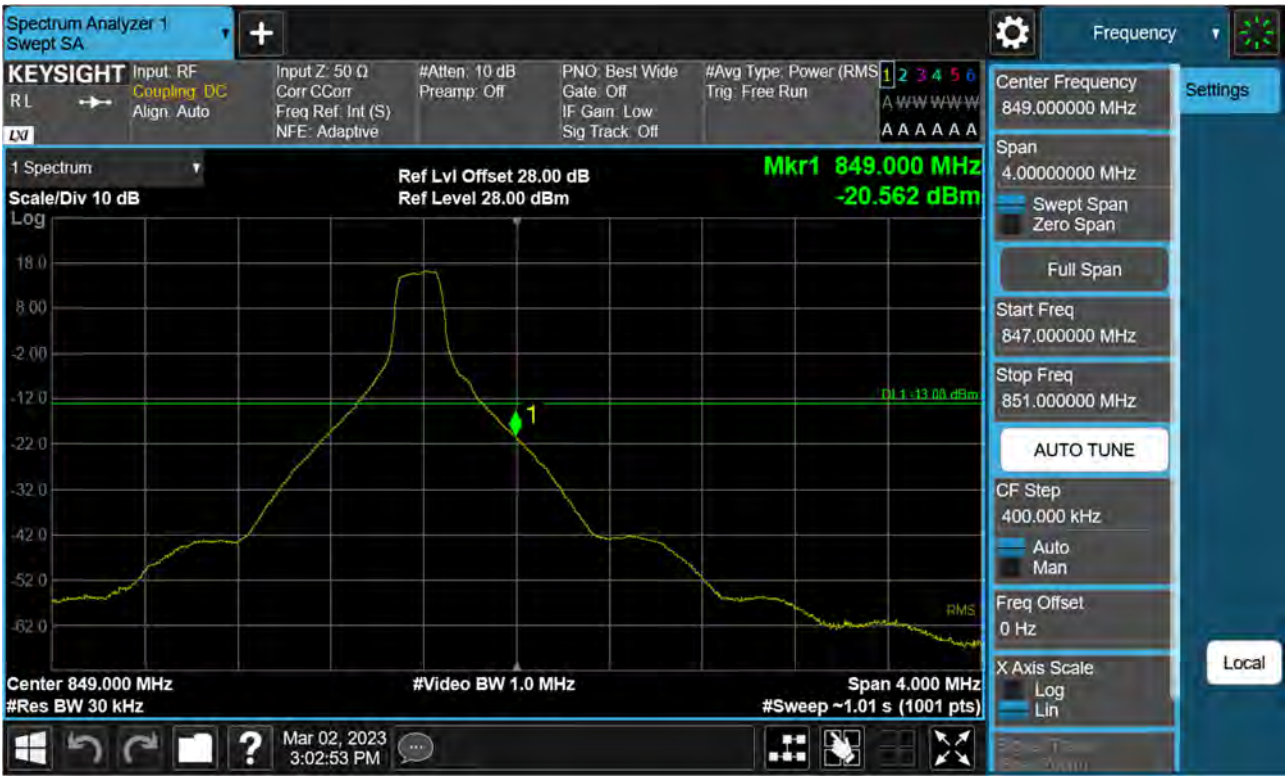 Spectrum Analyzer 1
Swept SA
+
Frequency
KEYSIGHT
R L
LXI
Input: RF
Coupling: DC
Align: Auto
Input Z: 50 Ω
Corr CCorr
Freq Ref: Int (S)
NFE: Adaptive
#Atten: 10 dB
Preamp: Off
PNO: Best Wide
Gate: Off
IF Gain: Low
Sig Track: Off
#Avg Type: Power (RMS
Trig: Free Run
1 2 3 4 5 6
A W W W W W
A A A A A A
1 Spectrum
Scale/Div 10 dB
Ref Lvl Offset 28.00 dB
Ref Level 28.00 dBm
Mkr1 849.000 MHz
-20.562 dBm
Log
18.0
8.00
-2.00
-12.0
-22.0
-32.0
-42.0
-52.0
-62.0
DL1 -13.00 dBm
1
RMS
Center 849.000 MHz
#Res BW 30 kHz
#Video BW 1.0 MHz
Span 4.000 MHz
#Sweep ~1.01 s (1001 pts)
Center Frequency
849.000000 MHz
Span
4.00000000 MHz
Swept Span
Zero Span
Full Span
Start Freq
847.000000 MHz
Stop Freq
851.000000 MHz
AUTO TUNE
CF Step
400.000 kHz
Auto
Man
Freq Offset
0 Hz
X Axis Scale
Log
Lin
Settings
Local
?
Mar 02, 2023
3:02:53 PM